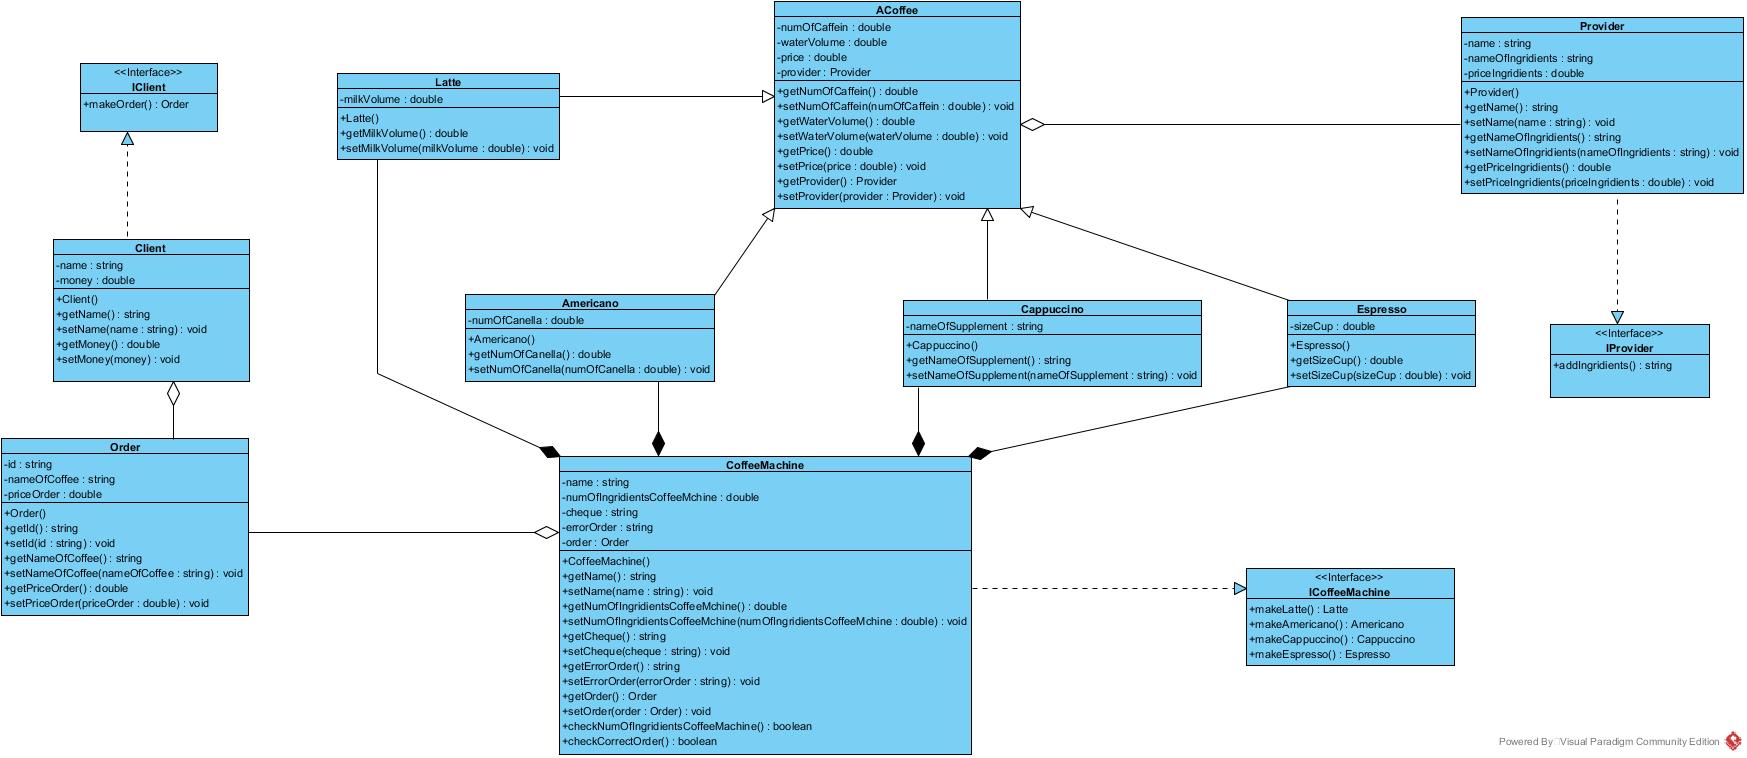 ACoffee
-numOfCaffein : double
-waterVolume : double
-price : double
-provider : Provider
+getNumOfCaffein() : double
+setNumOfCaffein(numOfCaffein : double) : void
+getWaterVolume() : double
+setWaterVolume(waterVolume : double) : void
+getPrice() : double
+setPrice(price : double) : void
+getProvider() : Provider
+setProvider(provider : Provider) : void
Provider
-name : string
-nameOfIngridients : string
-priceIngridients : double
+Provider()
+getName() : string
+setName(name : string) : void
+getNameOfIngridients() : string
+setNameOfIngridients(nameOfIngridients : string) : void
+getPriceIngridients() : double
+setPriceIngridients(priceIngridients : double) : void
<<Interface>>
IClient
+makeOrder() : Order
Latte
-milkVolume : double
+Latte()
+getMilkVolume() : double
+setMilkVolume(milkVolume : double) : void
Client
-name : string
-money : double
+Client()
+getName() : string
+setName(name : string) : void
+getMoney() : double
+setMoney(money) : void
Americano
-numOfCanella : double
+Americano()
+getNumOfCanella() : double
+setNumOfCanella(numOfCanella : double) : void
Cappuccino
-nameOfSupplement : string
+Cappuccino()
+getNameOfSupplement() : string
+setNameOfSupplement(nameOfSupplement : string) : void
Espresso
-sizeCup : double
+Espresso()
+getSizeCup() : double
+setSizeCup(sizeCup : double) : void
<<Interface>>
IProvider
+addIngridients() : string
Order
-id : string
-nameOfCoffee : string
-priceOrder : double
+Order()
+getId() : string
+setId(id : string) : void
+getNameOfCoffee() : string
+setNameOfCoffee(nameOfCoffee : string) : void
+getPriceOrder() : double
+setPriceOrder(priceOrder : double) : void
CoffeeMachine
-name : string
-numOfIngridientsCoffeeMchine : double
-cheque : string
-errorOrder : string
-order : Order
+CoffeeMachine()
+getName() : string
+setName(name : string) : void
+getNumOfIngridientsCoffeeMchine() : double
+setNumOfIngridientsCoffeeMchine(numOfIngridientsCoffeeMchine : double) : void
+getCheque() : string
+setCheque(cheque : string) : void
+getErrorOrder() : string
+setErrorOrder(errorOrder : string) : void
+getOrder() : Order
+setOrder(order : Order) : void
+checkNumOfIngridientsCoffeeMachine() : boolean
+checkCorrectOrder() : boolean
<<Interface>>
ICoffeeMachine
+makeLatte() : Latte
+makeAmericano() : Americano
+makeCappuccino() : Cappuccino
+makeEspresso() : Espresso
Powered By Visual Paradigm Community Edition